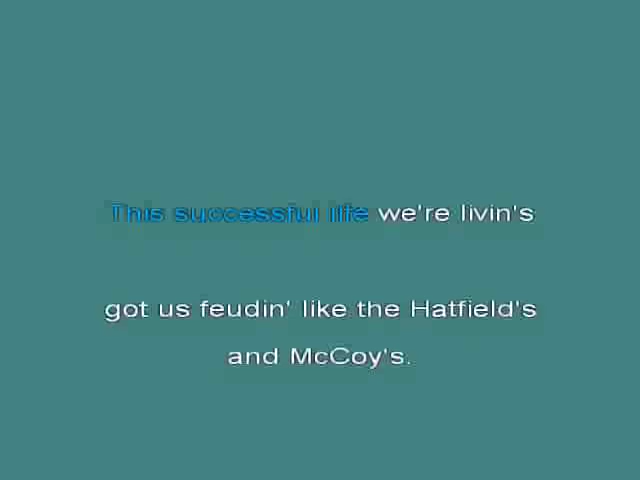 This successful life we're livin's
got us feudin' like the Hatfield's
and McCoy's.